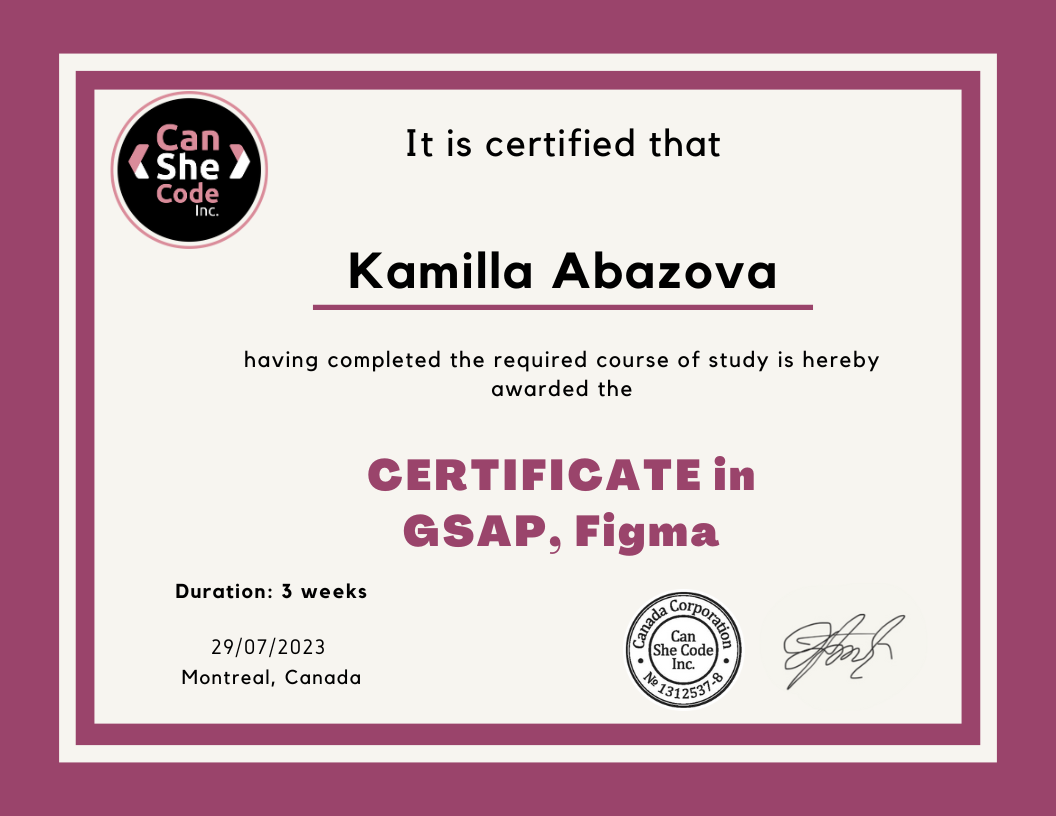 Can
She
Code
Inc.
It is certified that
Kamilla Abazova
having completed the required course of study is hereby
awarded the
CERTIFICATE in
GSAP, Figma
Duration: 3 weeks
29/07/2023
Montreal, Canada
Canada Corporation
Can
She Code
Inc.
№ 1312537-8